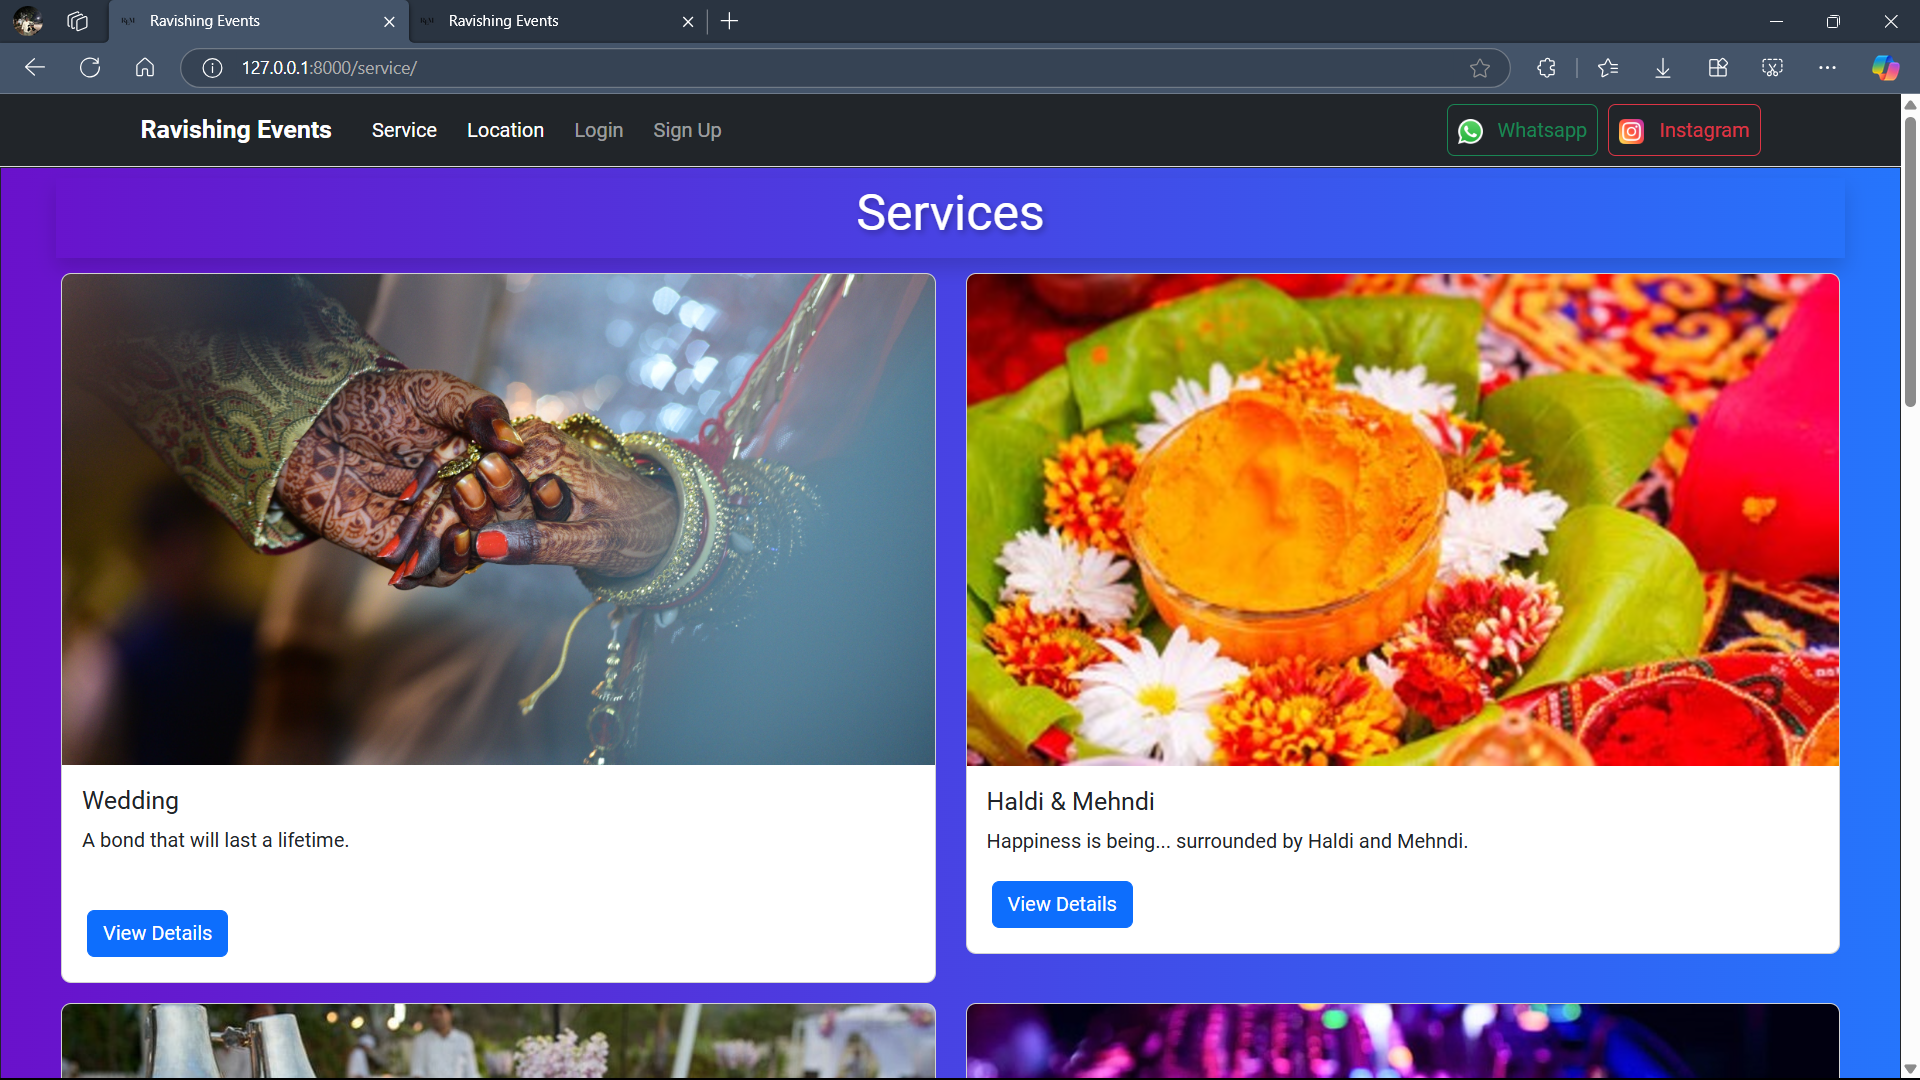 Ravishing Events
Ravishing Events
127.0.0.1:8000/service/
Ravishing Events Service Location Login Sign Up Whatsapp Instagram
Services
Wedding
A bond that will last a lifetime.
View Details
Haldi & Mehndi
Happiness is being... surrounded by Haldi and Mehndi.
View Details